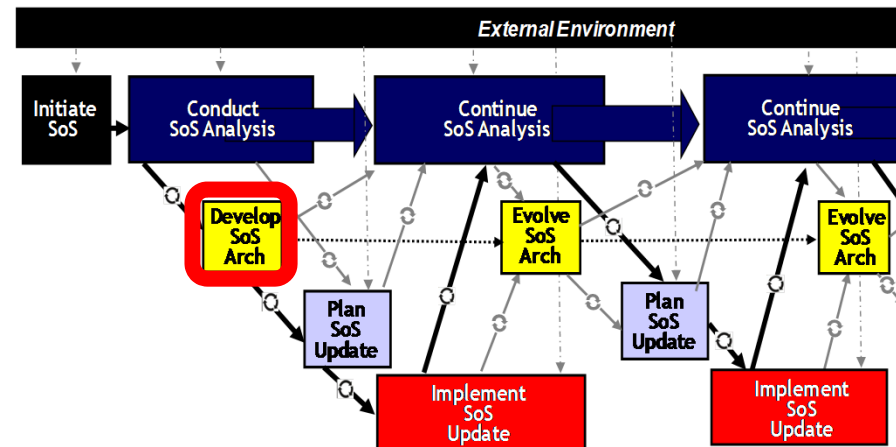 External Environment
Initiate
SoS
Conduct
SoS Analysis
Continue
SoS Analysis
Continue
SoS Analysis
Develop
SoS
Arch
Evolve
SoS
Arch
Evolve
SoS
Arch
Plan
SoS
Update
Plan
SoS
Update
Implement
SoS
Update
Implement
SoS
Update